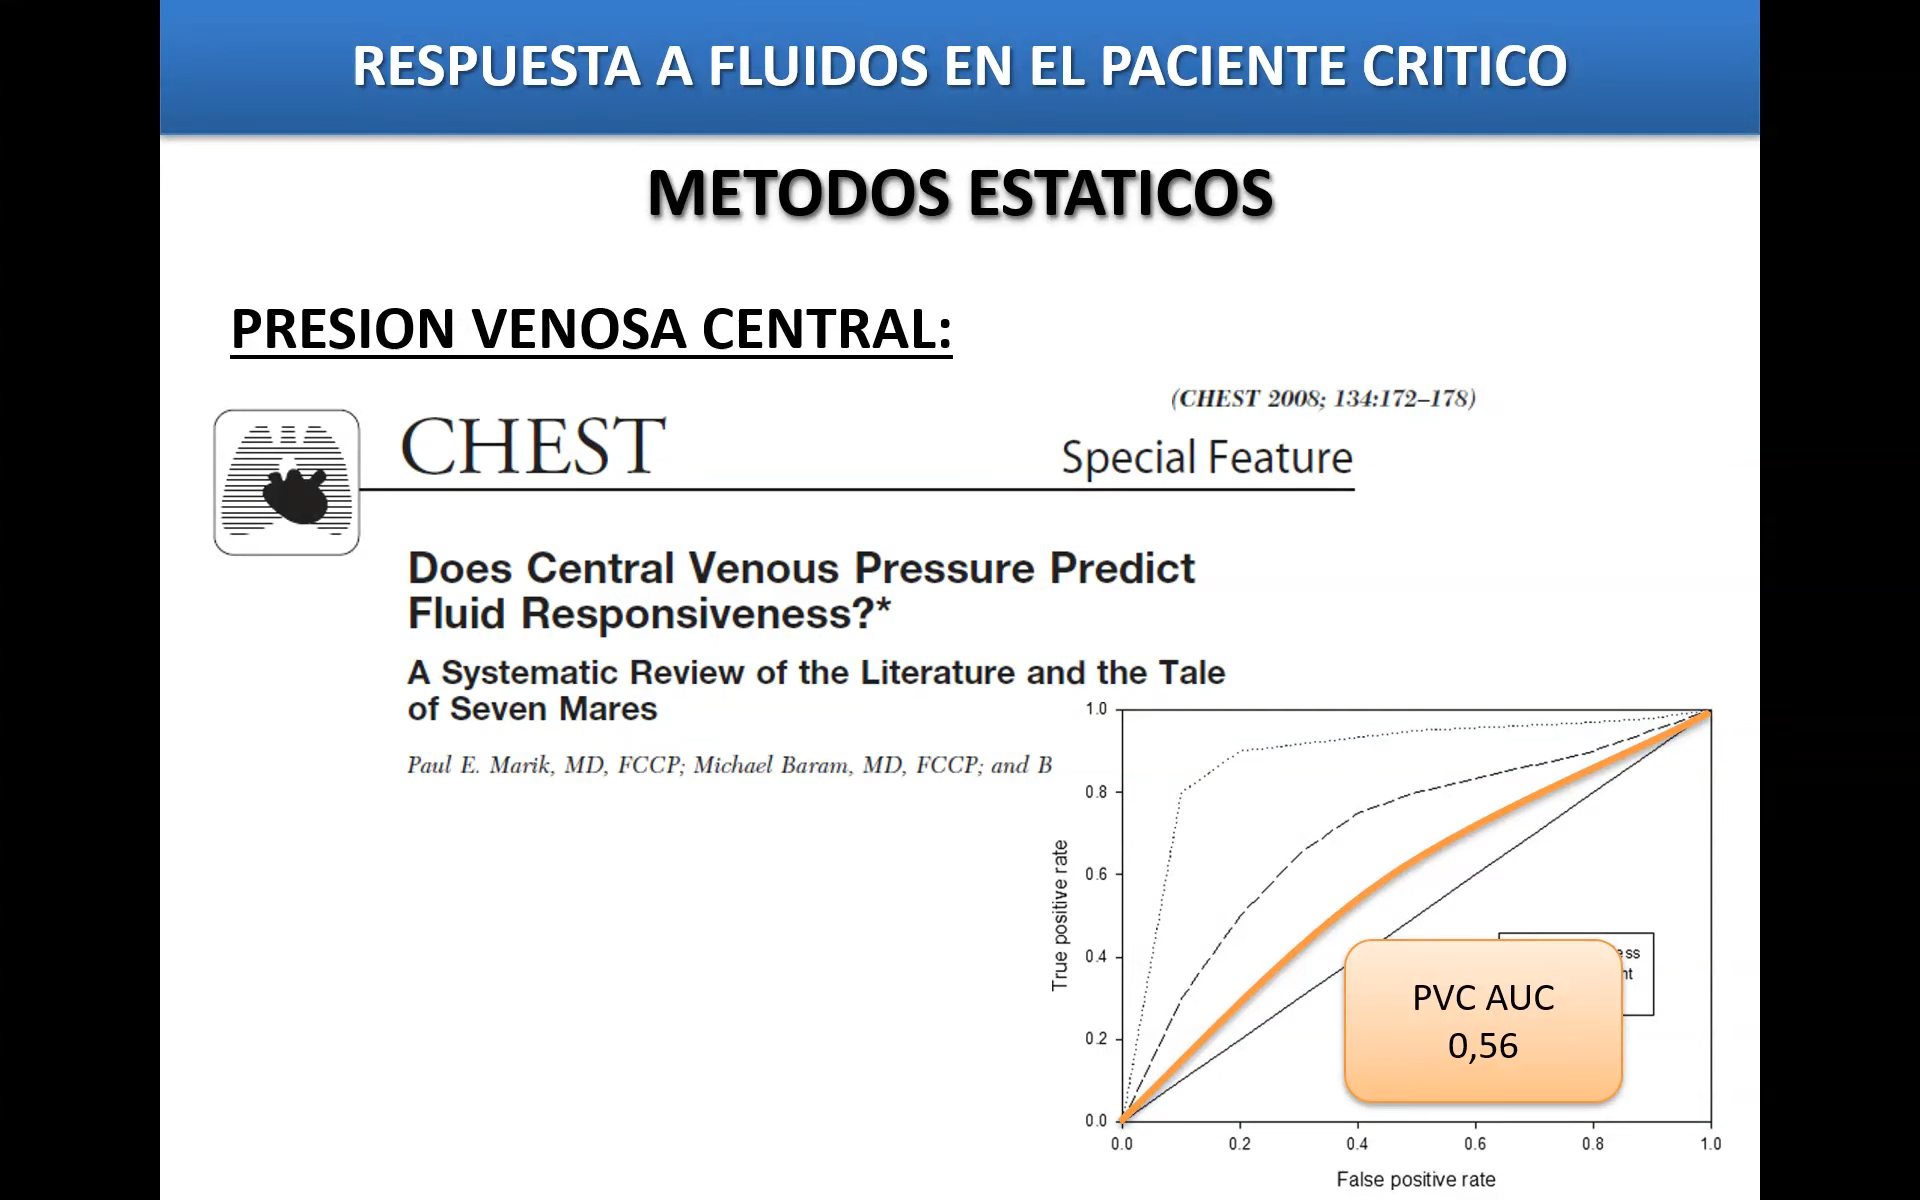 RESPUESTA A FLUIDOS EN EL PACIENTE CRITICO
METODOS ESTATICOS
PRESION VENOSA CENTRAL:
(CHEST 2008; 134:172–178)
CHEST
Special Feature
Does Central Venous Pressure Predict
Fluid Responsiveness?*
A Systematic Review of the Literature and the Tale
of Seven Mares
Paul E. Marik, MD, FCCP; Michael Baram, MD, FCCP; and B
1.0
0.8
0.6
0.4
0.2
0.0
True positive rate
PVC AUC
0,56
0.0 0.2 0.4 0.6 0.8 1.0
False positive rate